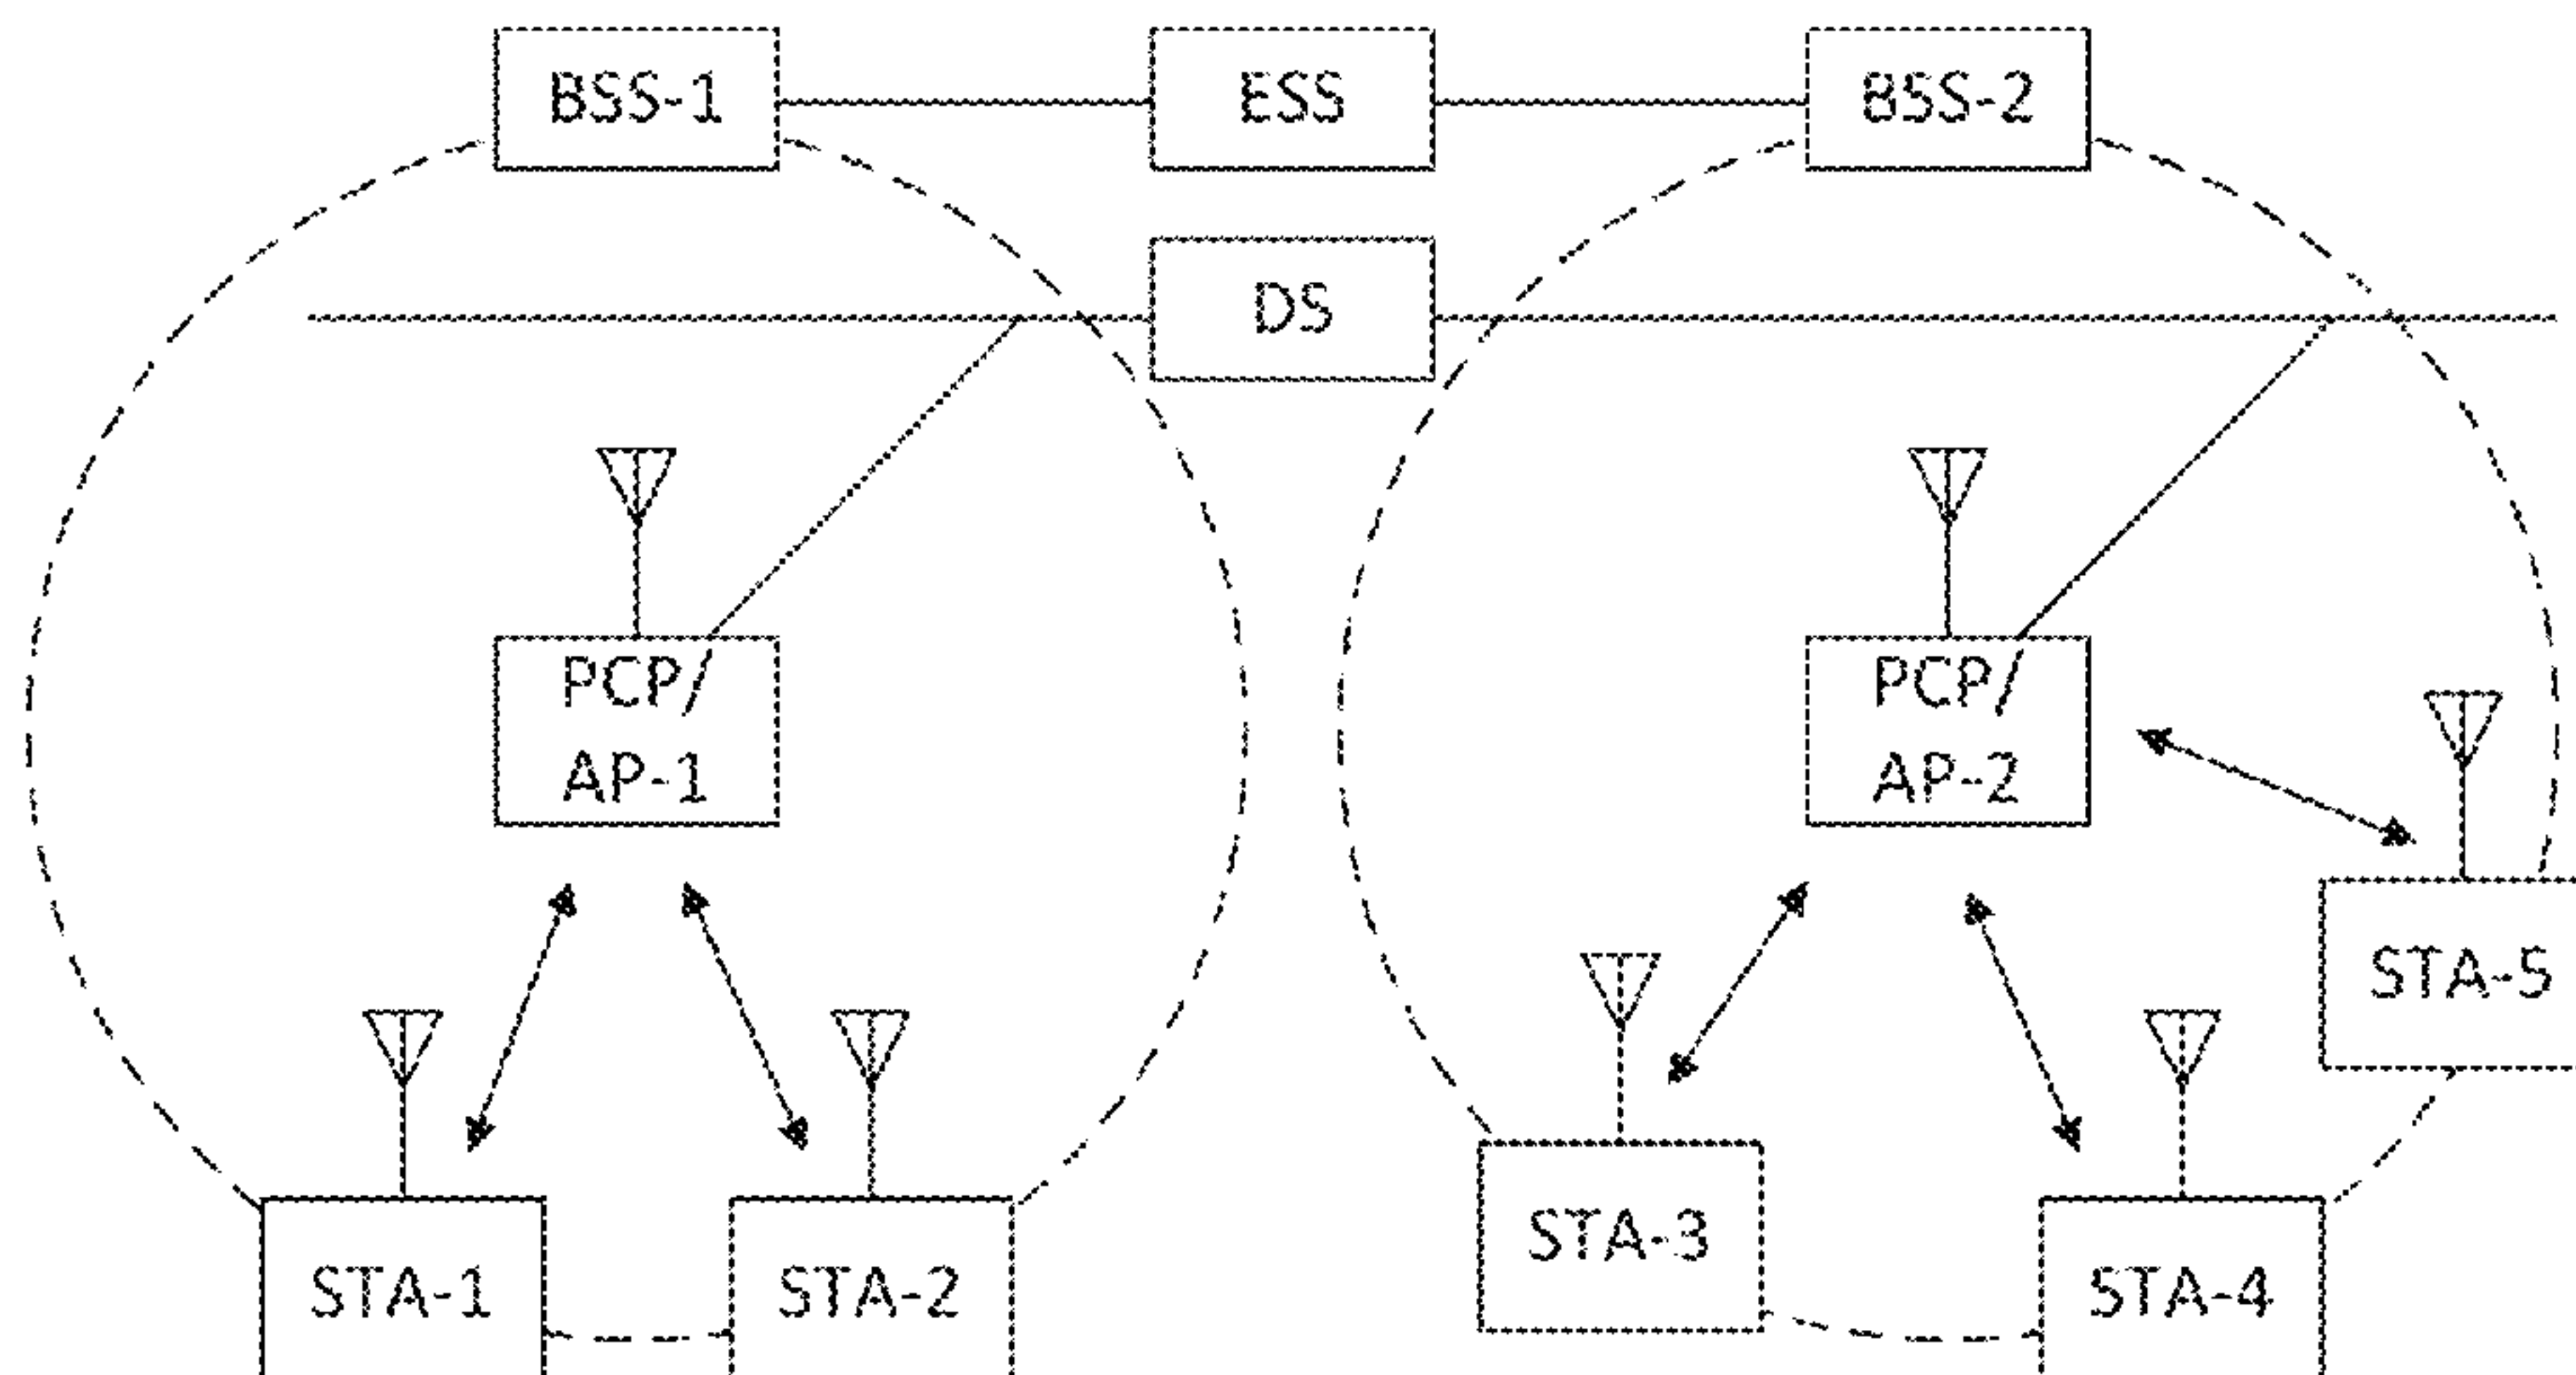 BSS-1
ESS
BSS-2
DS
PCP/
AP-1
PCP/
AP-2
STA-5
STA-3
STA-1
STA-2
STA-4